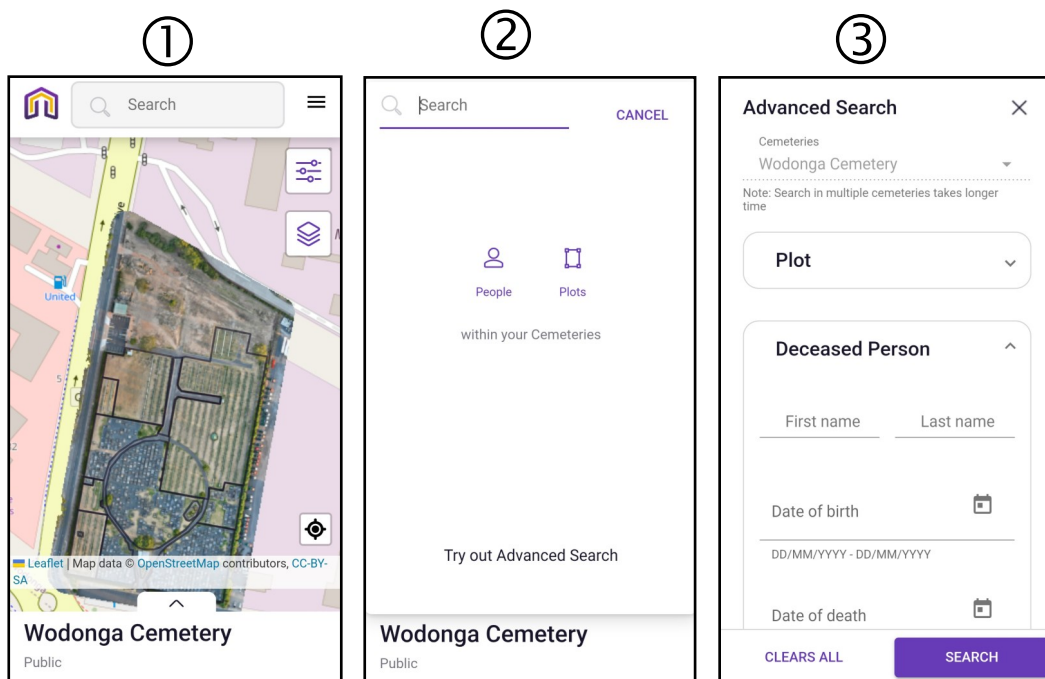 ①
②
③
Search
United
5
2
Leaflet | Map data © OpenStreetMap contributors, CC-BY-
SA
Wodonga Cemetery
Public
Search
CANCEL
People
Plots
within your Cemeteries
Try out Advanced Search
Wodonga Cemetery
Public
Advanced Search
Cemeteries
Wodonga Cemetery
Note: Search in multiple cemeteries takes longer
time
Plot
Deceased Person
First name
Last name
Date of birth
DD/MM/YYYY - DD/MM/YYYY
Date of death
CLEARS ALL
SEARCH